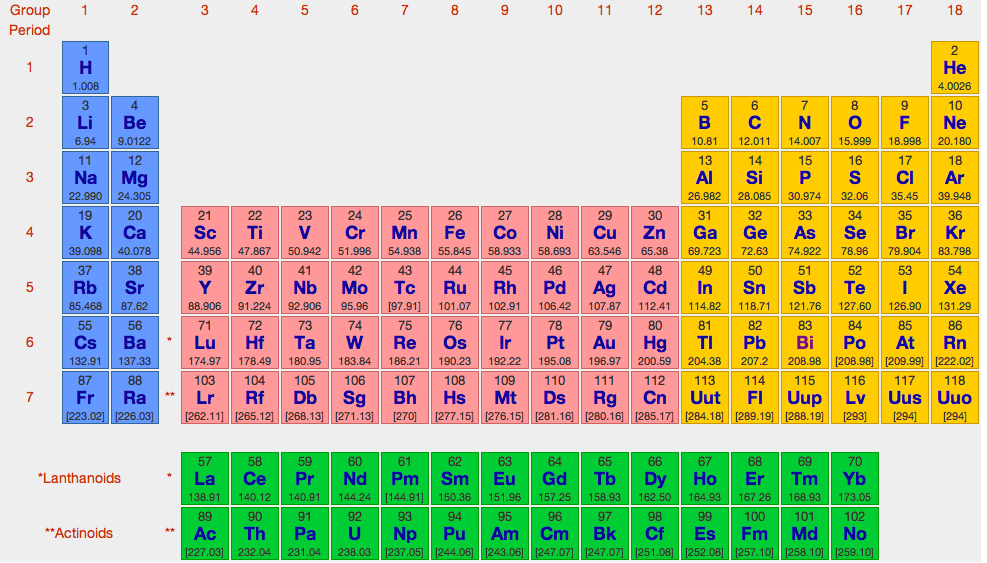 Group 1 2 3 4 5 6 7 8 9 10 11 12 13 14 15 16 17 18
Period
1 2
1 H He
1.008 4.0026
3 4 5 6 7 8 9 10
2 Li Be B C N O F Ne
6.94 9.0122 10.81 12.011 14.007 15.999 18.998 20.180
11 12 13 14 15 16 17 18
3 Na Mg Al Si P S Cl Ar
22.990 24.305 26.982 28.085 30.974 32.06 35.45 39.948
19 20 21 22 23 24 25 26 27 28 29 30 31 32 33 34 35 36
4 K Ca Sc Ti V Cr Mn Fe Co Ni Cu Zn Ga Ge As Se Br Kr
39.098 40.078 44.956 47.867 50.942 51.996 54.938 55.845 58.933 58.693 63.546 65.38 69.723 72.63 74.922 78.96 79.904 83.798
37 38 39 40 41 42 43 44 45 46 47 48 49 50 51 52 53 54
5 Rb Sr Y Zr Nb Mo Tc Ru Rh Pd Ag Cd In Sn Sb Te I Xe
85.468 87.62 88.906 91.224 92.906 95.96 [97.91] 101.07 102.91 106.42 107.87 112.41 114.82 118.71 121.76 127.60 126.90 131.29
55 56 71 72 73 74 75 76 77 78 79 80 81 82 83 84 85 86
6 Cs Ba * Lu Hf Ta W Re Os Ir Pt Au Hg Tl Pb Bi Po At Rn
132.91 137.33 174.97 178.49 180.95 183.84 186.21 190.23 192.22 195.08 196.97 200.59 204.38 207.2 208.98 [208.98] [209.99] [222.02]
87 88 103 104 105 106 107 108 109 110 111 112 113 114 115 116 117 118
7 Fr Ra ** Lr Rf Db Sg Bh Hs Mt Ds Rg Cn Uut Fl Uup Lv Uus Uuo
[223.02] [226.03] [262.11] [265.12] [268.13] [271.13] [270] [277.15] [276.15] [281.16] [280.16] [285.17] [284.18] [289.19] [288.19] [293] [294] [294]
57 58 59 60 61 62 63 64 65 66 67 68 69 70
*Lanthanoids * La Ce Pr Nd Pm Sm Eu Gd Tb Dy Ho Er Tm Yb
138.91 140.12 140.91 144.24 [144.91] 150.36 151.96 157.25 158.93 162.50 164.93 167.26 168.93 173.05
89 90 91 92 93 94 95 96 97 98 99 100 101 102
**Actinoids ** Ac Th Pa U Np Pu Am Cm Bk Cf Es Fm Md No
[227.03] 232.04 231.04 238.03 [237.05] [244.06] [243.06] [247.07] [247.07] [251.08] [252.08] [257.10] [258.10] [259.10]